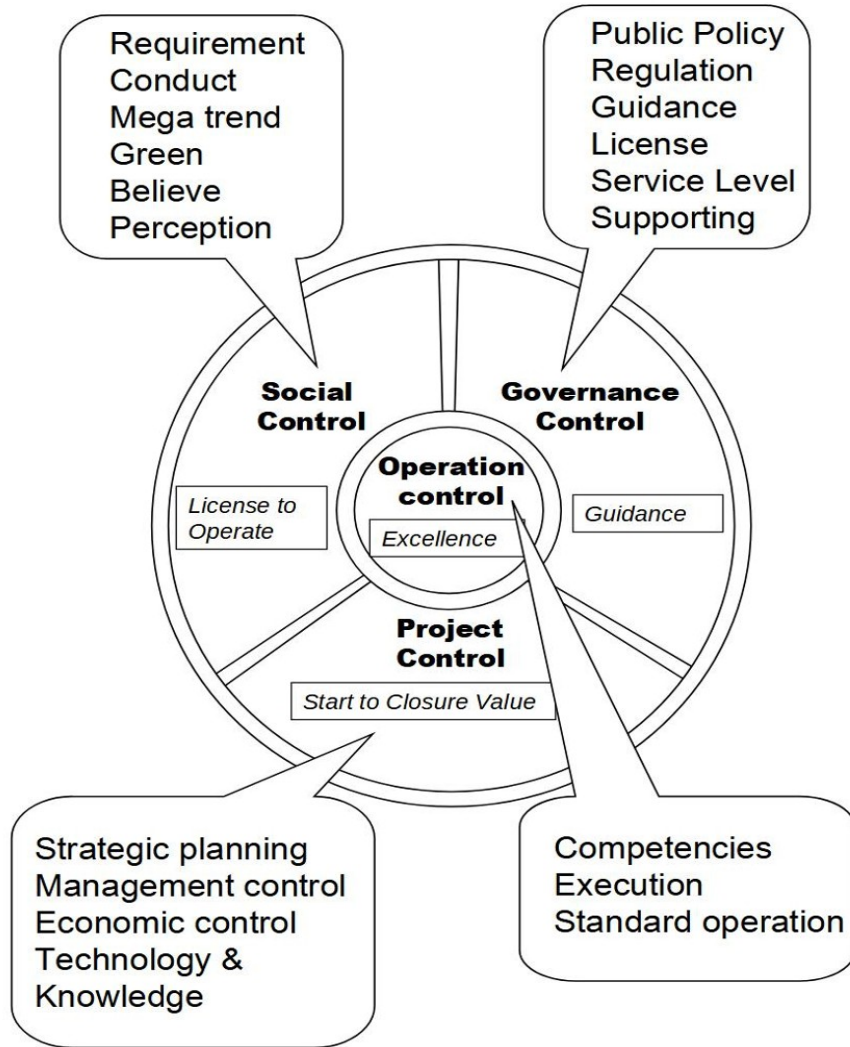 Requirement
Conduct
Mega trend
Green
Believe
Perception
Public Policy
Regulation
Guidance
License
Service Level
Supporting
Social
Control
Governance
Control
Operation
control
License to
Operate
Excellence
Guidance
Project
Control
Start to Closure Value
Strategic planning
Management control
Economic control
Technology &
Knowledge
Competencies
Execution
Standard operation